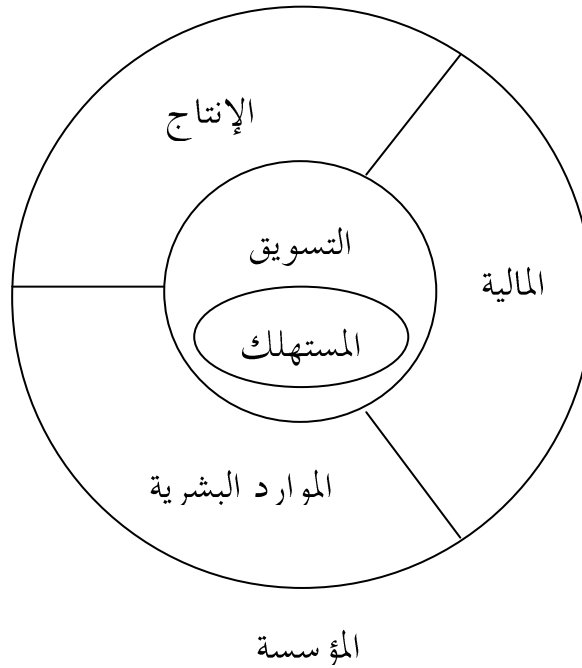 الإنتاج
التسويق
المالية
المستهلك
الموارد البشرية
المؤسسة